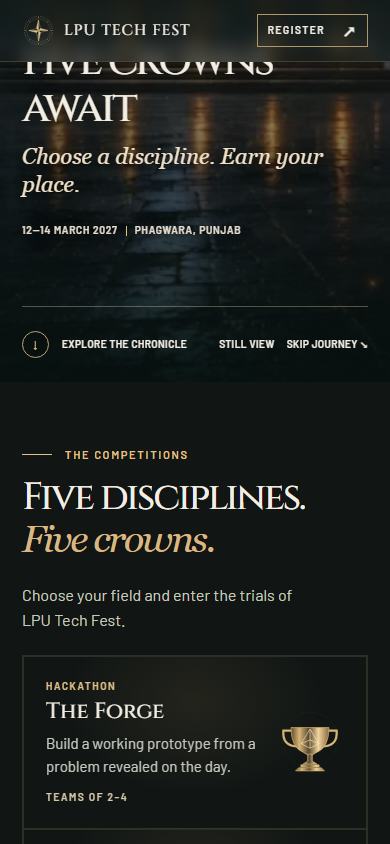 LPU TECH FEST
REGISTER ↗
FIVE CROWNS
AWAIT
Choose a discipline. Earn your
place.
12–14 MARCH 2027 | PHAGWARA, PUNJAB
↓ EXPLORE THE CHRONICLE STILL VIEW SKIP JOURNEY ↘
THE COMPETITIONS
FIVE DISCIPLINES.
Five crowns.
Choose your field and enter the trials of
LPU Tech Fest.
HACKATHON
THE FORGE
Build a working prototype from a
problem revealed on the day.
TEAMS OF 2–4